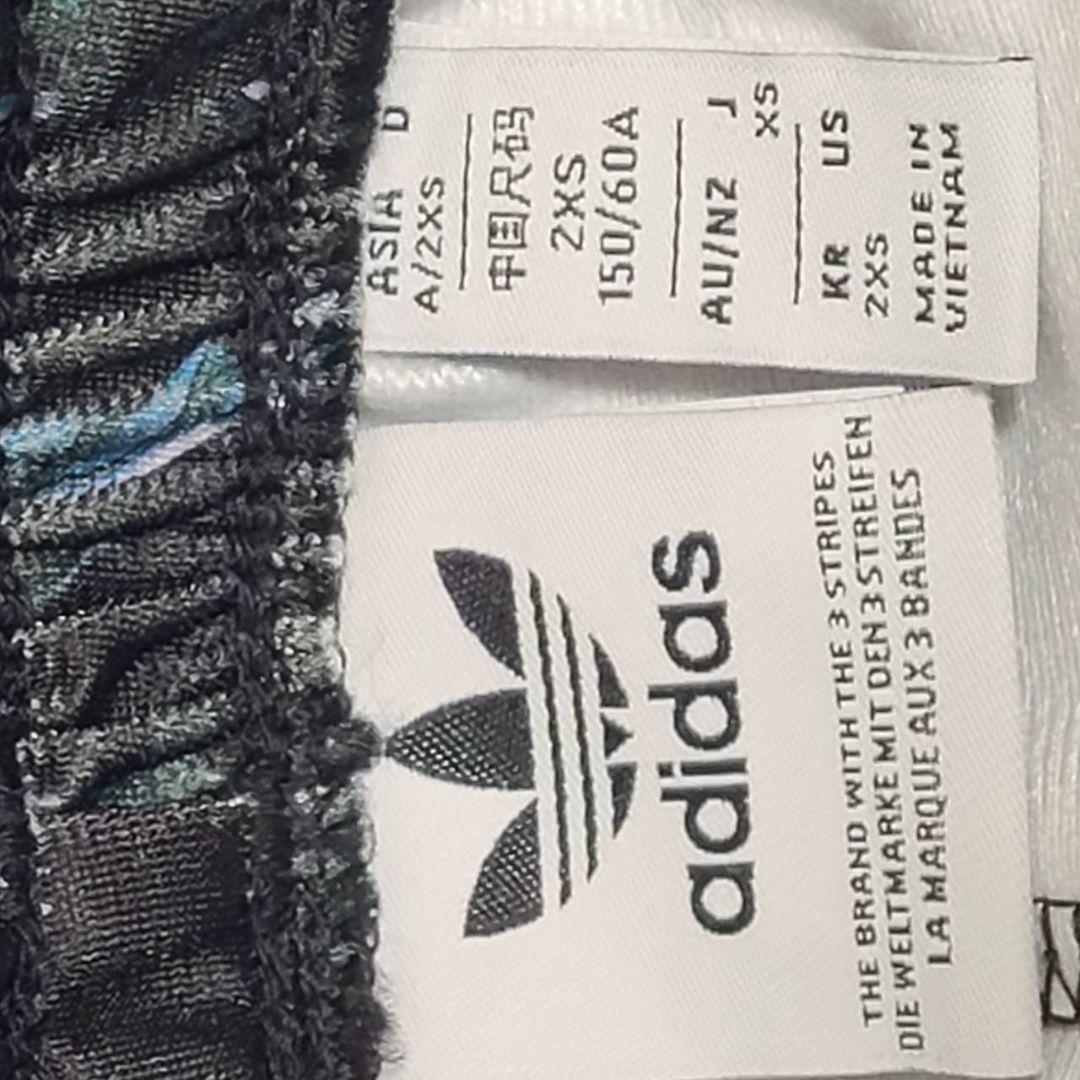 ASIA D
A/2XS
中国尺码
2XS
150/60A
AU/NZ J
XS
KR US
2XS
MADE IN
VIETNAM
adidas
THE BRAND WITH THE 3 STRIPES
DIE WELTMARKE MIT DEN 3 STREIFEN
LA MARQUE AUX 3 BANDES